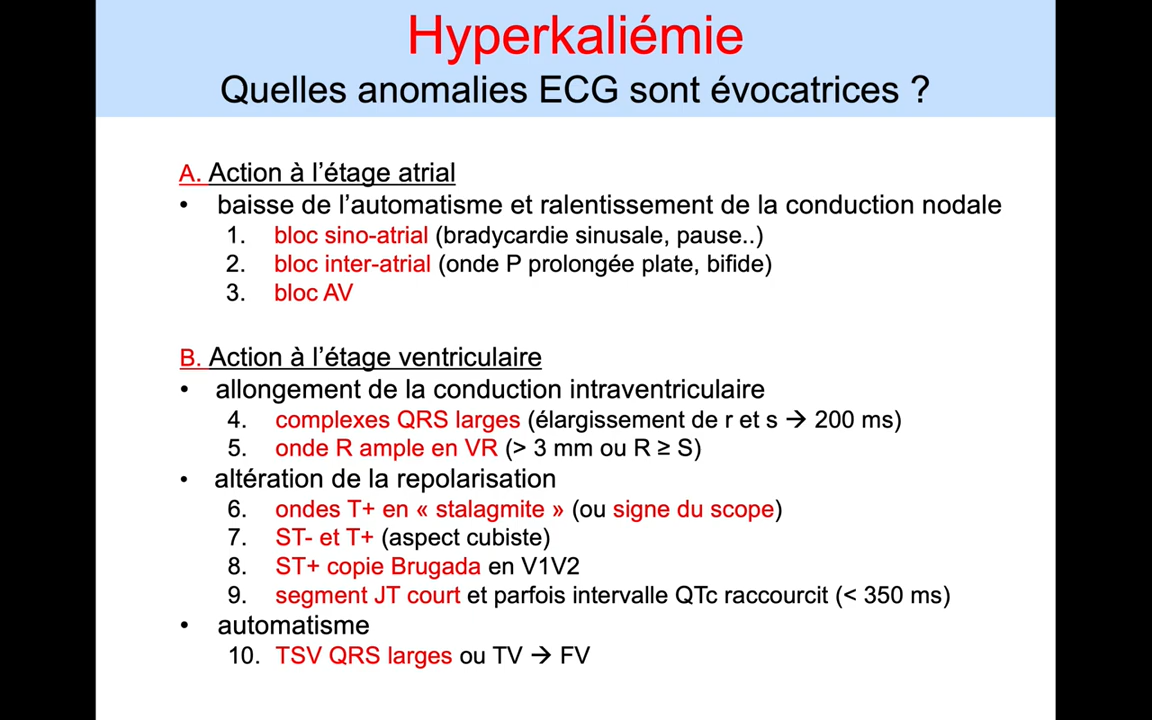 Hyperkaliémie
Quelles anomalies ECG sont évocatrices ?
A. Action à l’étage atrial
• baisse de l’automatisme et ralentissement de la conduction nodale
1. bloc sino-atrial (bradycardie sinusale, pause..)
2. bloc inter-atrial (onde P prolongée plate, bifide)
3. bloc AV
B. Action à l’étage ventriculaire
• allongement de la conduction intraventriculaire
4. complexes QRS larges (élargissement de r et s → 200 ms)
5. onde R ample en VR (> 3 mm ou R ≥ S)
• altération de la repolarisation
6. ondes T+ en « stalagmite » (ou signe du scope)
7. ST- et T+ (aspect cubiste)
8. ST+ copie Brugada en V1V2
9. segment JT court et parfois intervalle QTc raccourcit (< 350 ms)
• automatisme
10. TSV QRS larges ou TV → FV